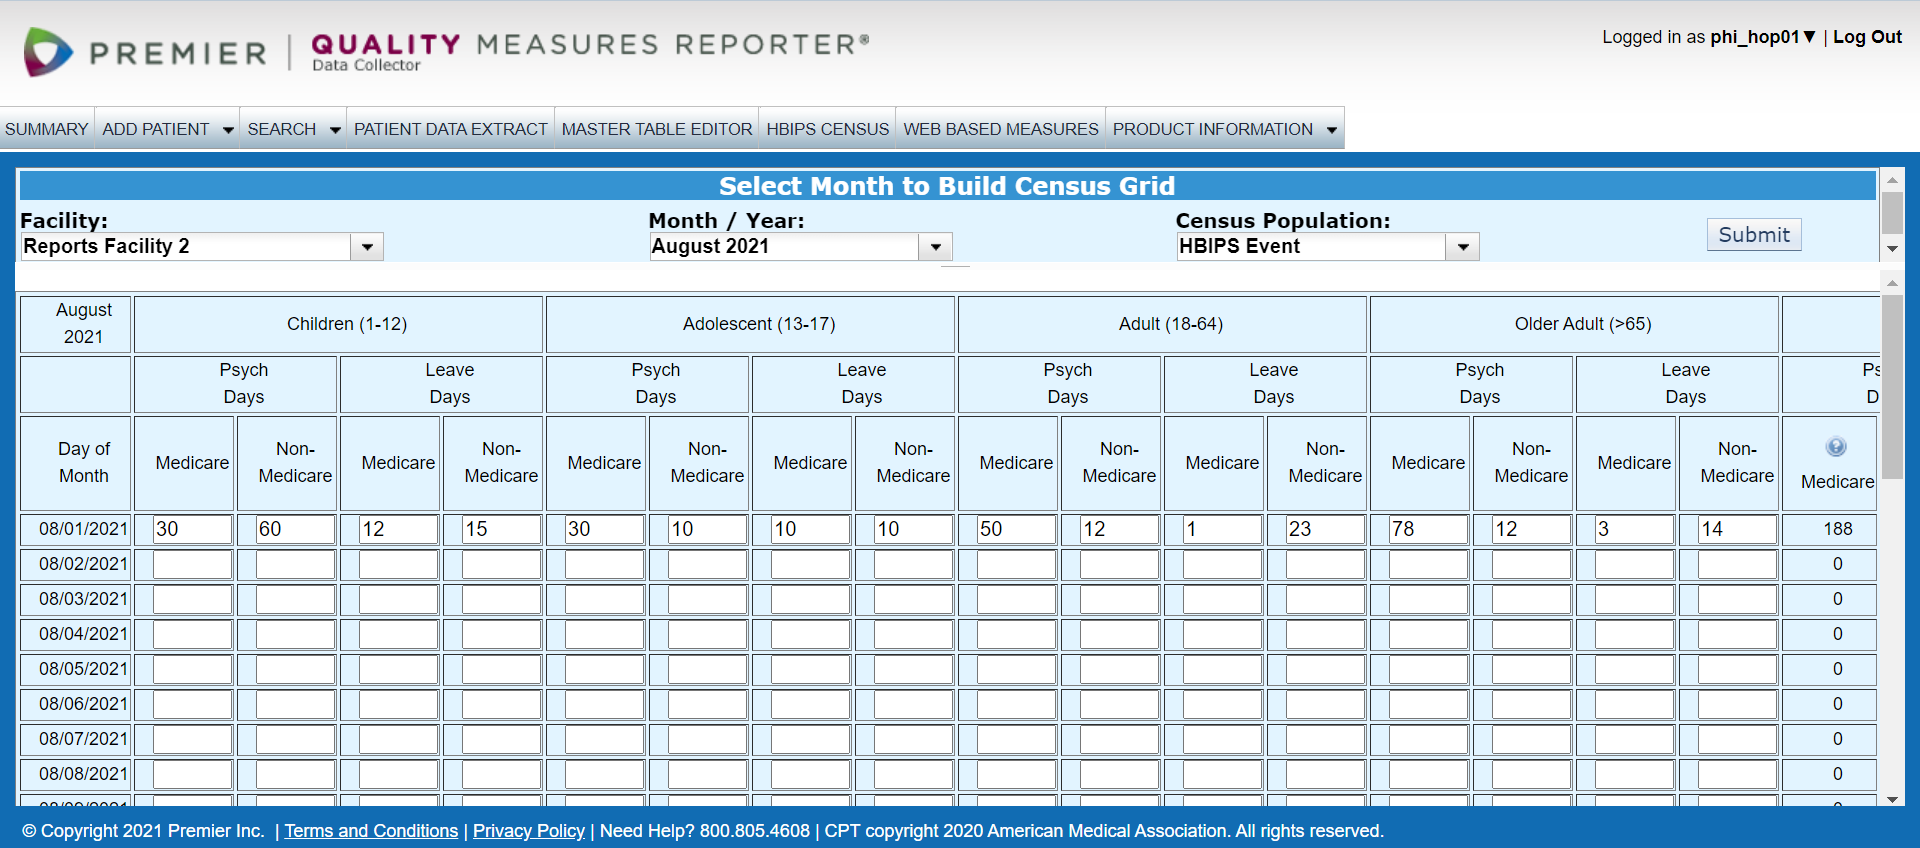 PREMIER | QUALITY MEASURES REPORTER®
Data Collector
Logged in as phi_hop01▼ | Log Out
SUMMARY ADD PATIENT ▼ SEARCH ▼ PATIENT DATA EXTRACT MASTER TABLE EDITOR HBIPS CENSUS WEB BASED MEASURES PRODUCT INFORMATION ▼
Select Month to Build Census Grid
Facility: Month / Year: Census Population:
Reports Facility 2 August 2021 HBIPS Event Submit
August 2021 Children (1-12) Adolescent (13-17) Adult (18-64) Older Adult (>65)
Psych Days Leave Days Psych Days Leave Days Psych Days Leave Days Psych Days Leave Days
Day of Month Medicare Non-Medicare Medicare Non-Medicare Medicare Non-Medicare Medicare Non-Medicare Medicare Non-Medicare Medicare Non-Medicare Medicare Non-Medicare Medicare Non-Medicare ? Medicare
08/01/2021 30 60 12 15 30 10 10 10 50 12 1 23 78 12 3 14 188
08/02/2021 0
08/03/2021 0
08/04/2021 0
08/05/2021 0
08/06/2021 0
08/07/2021 0
08/08/2021 0
© Copyright 2021 Premier Inc. | Terms and Conditions | Privacy Policy | Need Help? 800.805.4608 | CPT copyright 2020 American Medical Association. All rights reserved.